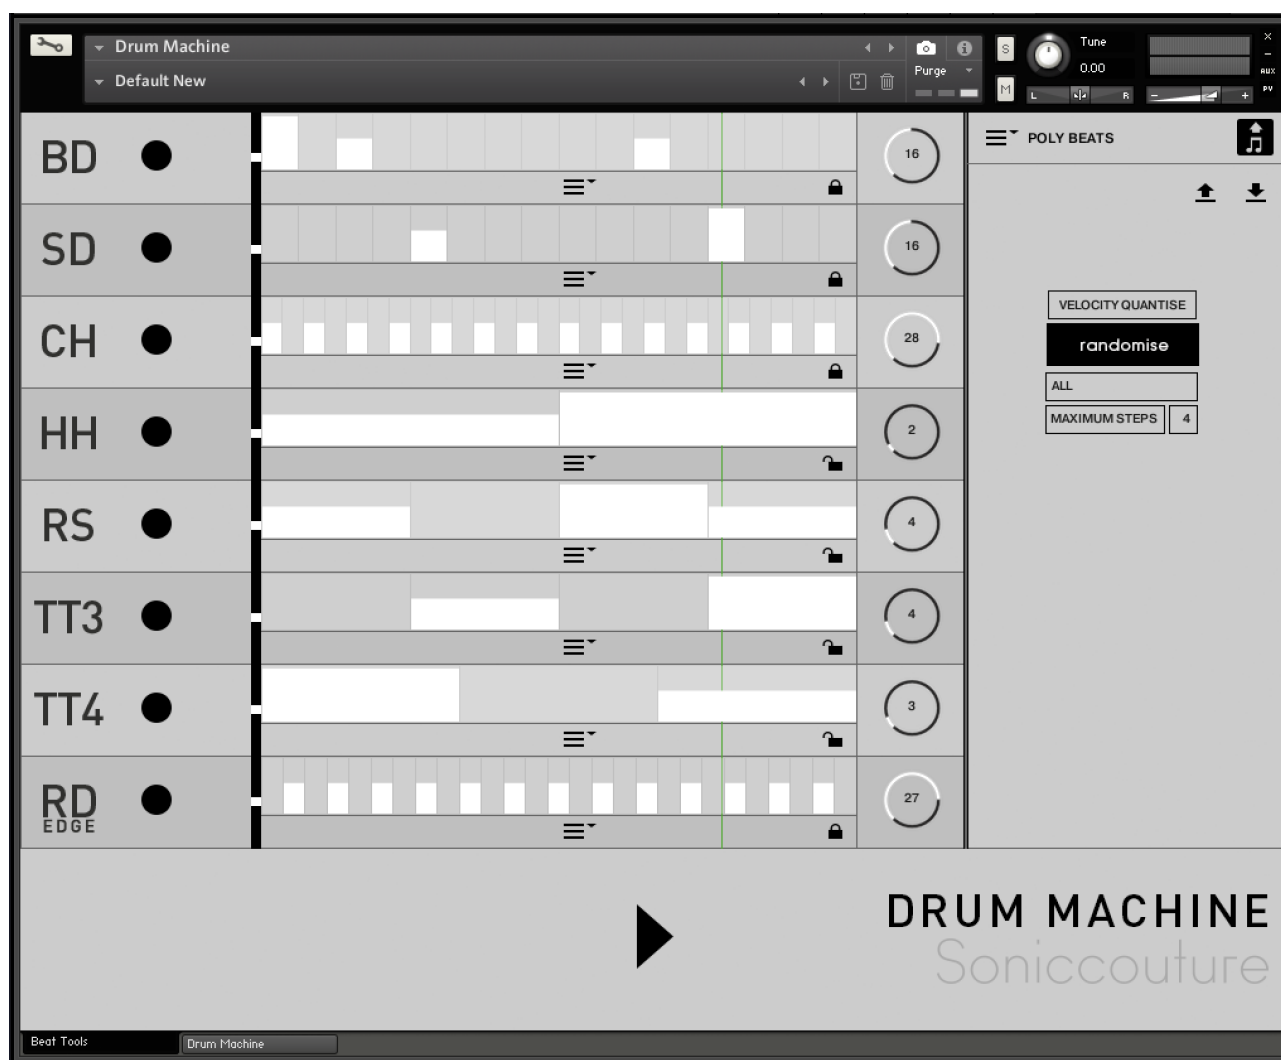 Drum Machine
Default New
Purge
S
M
Tune
0.00
L
R
AUX
PV
BD
16
SD
16
CH
28
HH
2
RS
4
TT3
4
TT4
3
RD
EDGE
27
POLY BEATS
VELOCITY QUANTISE
randomise
ALL
MAXIMUM STEPS 4
DRUM MACHINE
Soniccouture
Beat Tools
Drum Machine